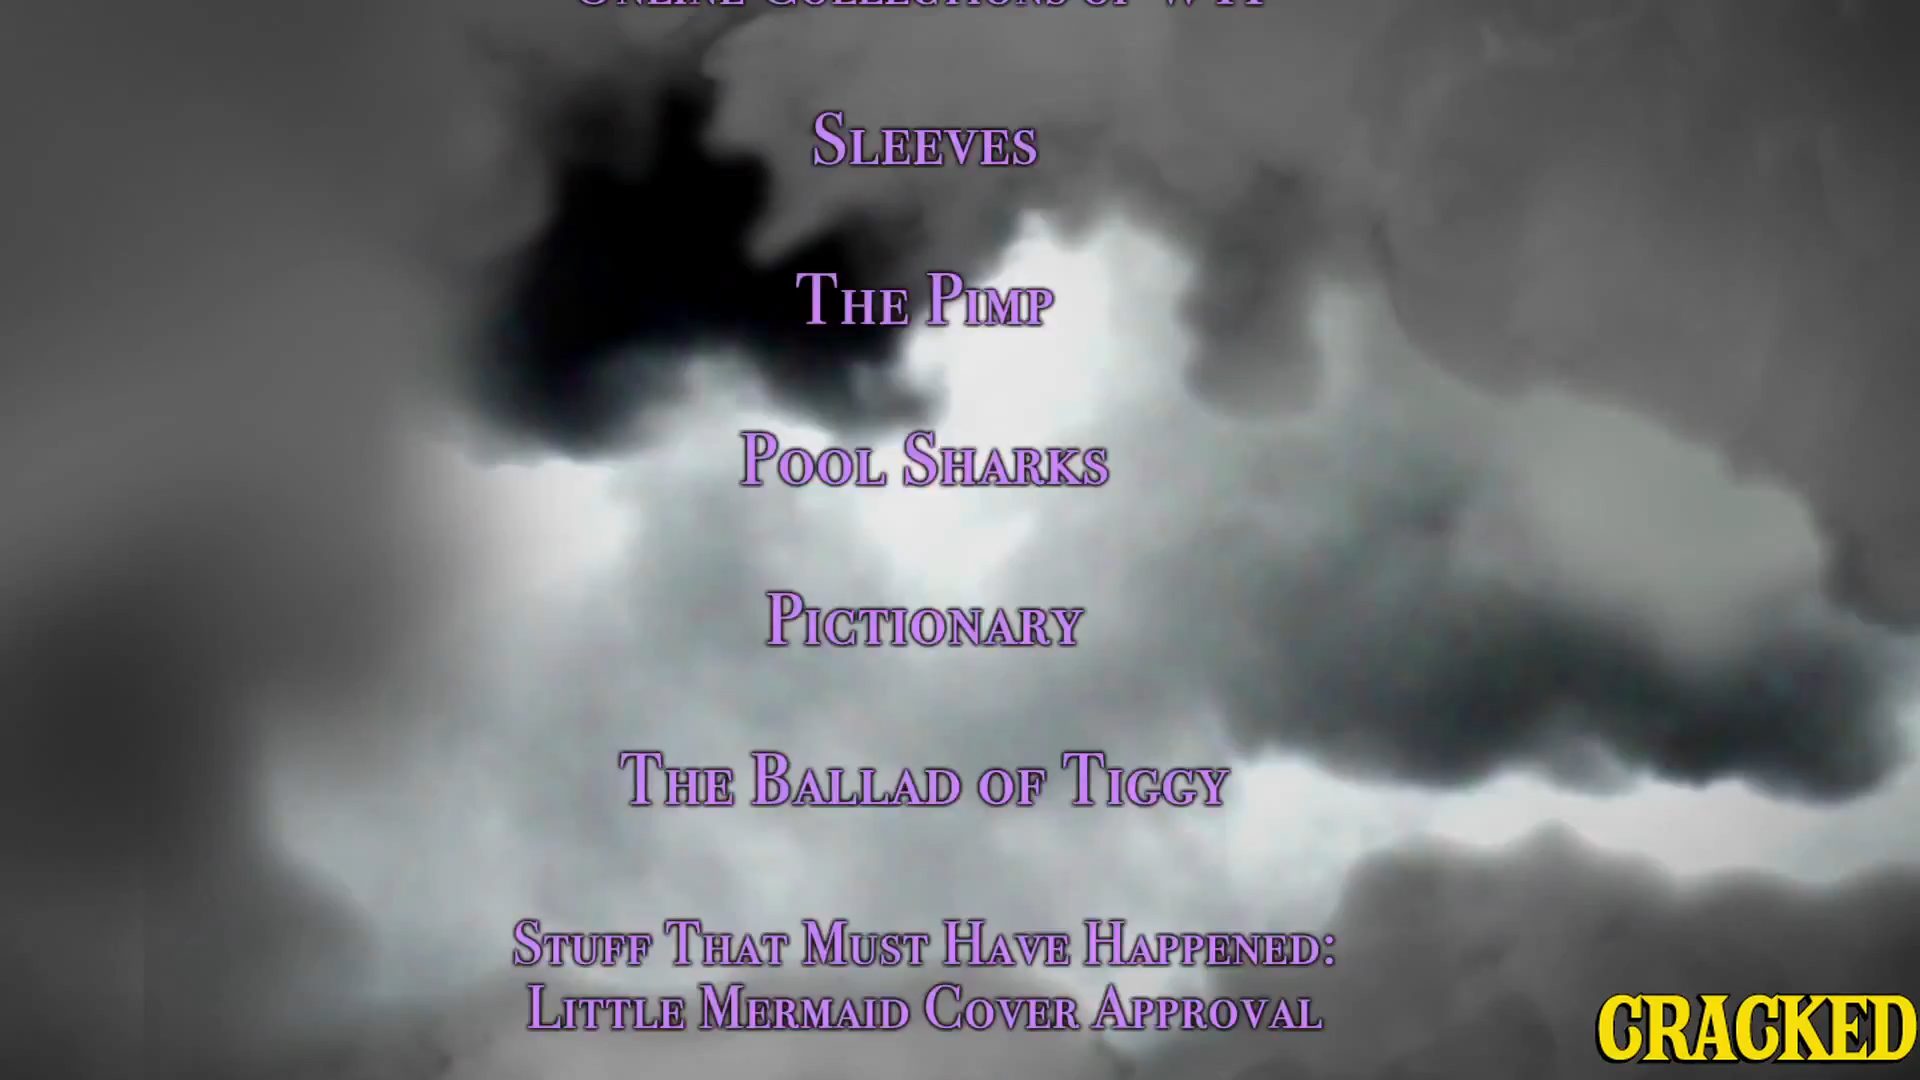 Sleeves
The Pimp
Pool Sharks
Pictionary
The Ballad of Tiggy
Stuff That Must Have Happened:
Little Mermaid Cover Approval
CRACKED